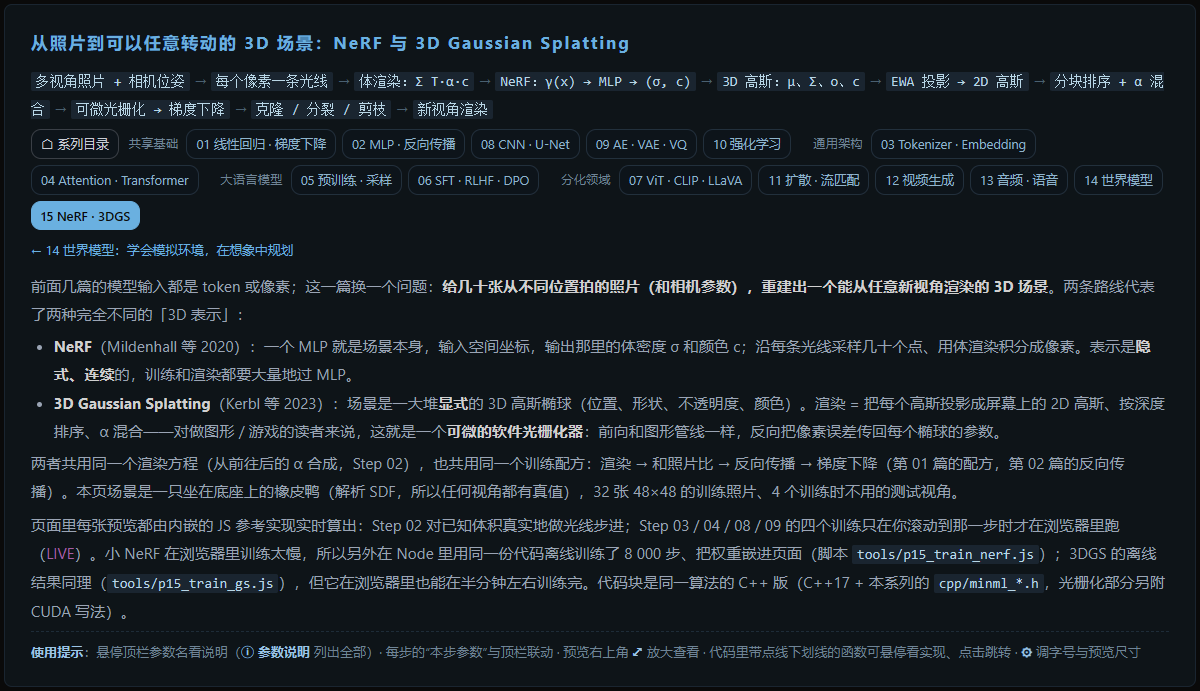 从照片到可以任意转动的 3D 场景：NeRF 与 3D Gaussian Splatting
多视角照片 + 相机位姿 → 每个像素一条光线 → 体渲染：Σ T·α·c → NeRF：γ(x) → MLP → (σ, c) → 3D 高斯：μ、Σ、o、c → EWA 投影 → 2D 高斯 → 分块排序 + α 混
合 → 可微光栅化 → 梯度下降 → 克隆 / 分裂 / 剪枝 → 新视角渲染
⌂ 系列目录 共享基础 01 线性回归 · 梯度下降 02 MLP · 反向传播 08 CNN · U-Net 09 AE · VAE · VQ 10 强化学习 通用架构 03 Tokenizer · Embedding
04 Attention · Transformer 大语言模型 05 预训练 · 采样 06 SFT · RLHF · DPO 分化领域 07 ViT · CLIP · LLaVA 11 扩散 · 流匹配 12 视频生成 13 音频 · 语音 14 世界模型
15 NeRF · 3DGS
← 14 世界模型：学会模拟环境，在想象中规划
前面几篇的模型输入都是 token 或像素；这一篇换一个问题：给几十张从不同位置拍的照片（和相机参数），重建出一个能从任意新视角渲染的 3D 场景。两条路线代表
了两种完全不同的「3D 表示」：
• NeRF（Mildenhall 等 2020）：一个 MLP 就是场景本身，输入空间坐标，输出那里的体密度 σ 和颜色 c；沿每条光线采样几十个点、用体渲染积分成像素。表示是隐
式、连续的，训练和渲染都要大量地过 MLP。
• 3D Gaussian Splatting（Kerbl 等 2023）：场景是一大堆显式的 3D 高斯椭球（位置、形状、不透明度、颜色）。渲染 = 把每个高斯投影成屏幕上的 2D 高斯、按深度
排序、α 混合——对做图形 / 游戏的读者来说，这就是一个可微的软件光栅化器：前向和图形管线一样，反向把像素误差传回每个椭球的参数。
两者共用同一个渲染方程（从前往后的 α 合成，Step 02），也共用同一个训练配方：渲染 → 和照片比 → 反向传播 → 梯度下降（第 01 篇的配方，第 02 篇的反向传
播）。本页场景是一只坐在底座上的橡皮鸭（解析 SDF，所以任何视角都有真值），32 张 48×48 的训练照片、4 个训练时不用的测试视角。
页面里每张预览都由内嵌的 JS 参考实现实时算出：Step 02 对已知体积真实地做光线步进；Step 03 / 04 / 08 / 09 的四个训练只在你滚动到那一步时才在浏览器里跑
（LIVE）。小 NeRF 在浏览器里训练太慢，所以另外在 Node 里用同一份代码离线训练了 8 000 步、把权重嵌进页面（脚本 tools/p15_train_nerf.js）；3DGS 的离线
结果同理（tools/p15_train_gs.js），但它在浏览器里也能在半分钟左右训练完。代码块是同一算法的 C++ 版（C++17 + 本系列的 cpp/minml_*.h，光栅化部分另附
CUDA 写法）。
使用提示：悬停顶栏参数名看说明（ⓘ 参数说明 列出全部）· 每步的“本步参数”与顶栏联动 · 预览右上角 ⤢ 放大查看 · 代码里带点线下划线的函数可悬停看实现、点击跳转 · ⚙ 调字号与预览尺寸